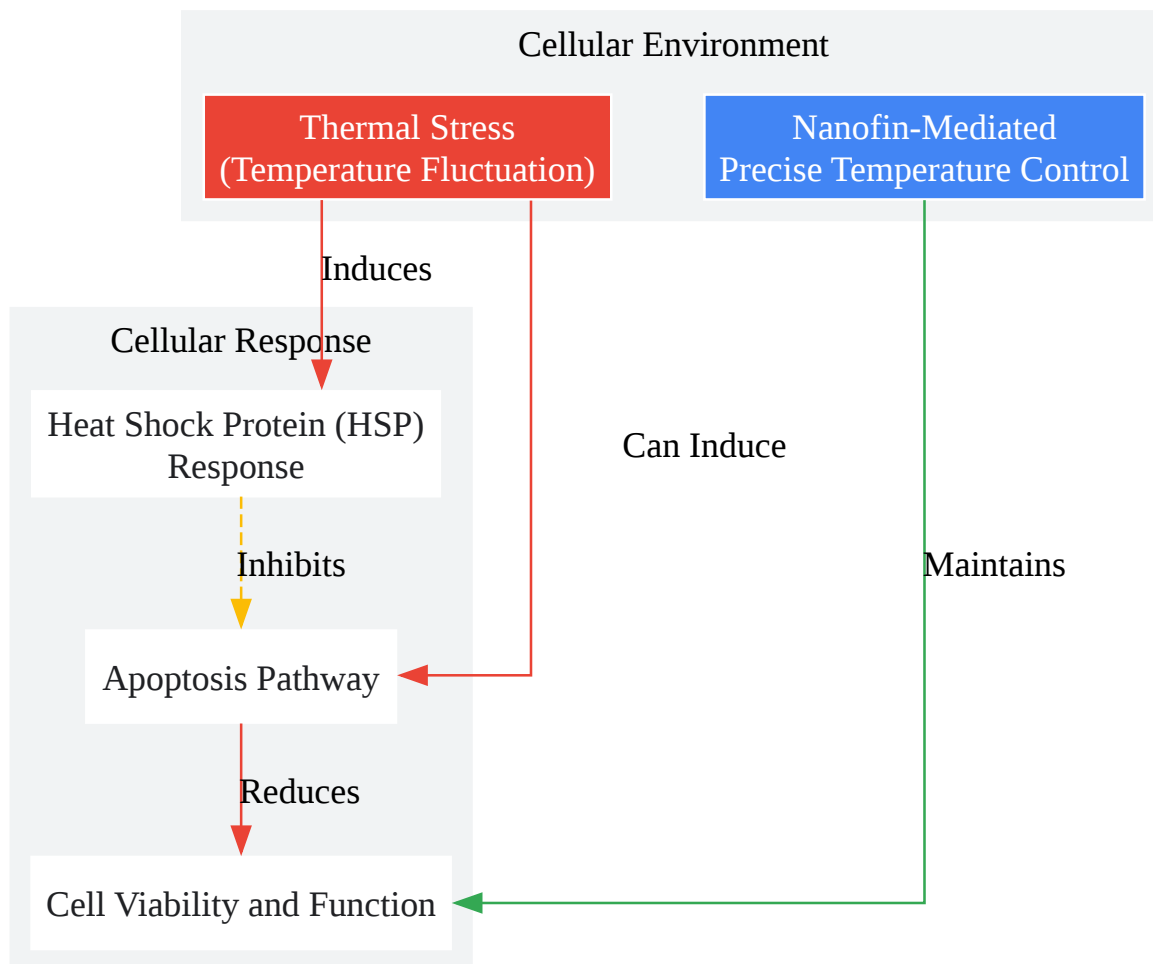 Cellular Environment
Thermal Stress
(Temperature Fluctuation)
Nanofin-Mediated
Precise Temperature Control
Induces
Cellular Response
Heat Shock Protein (HSP)
Response
Can Induce
Inhibits
Maintains
Apoptosis Pathway
Reduces
Cell Viability and Function